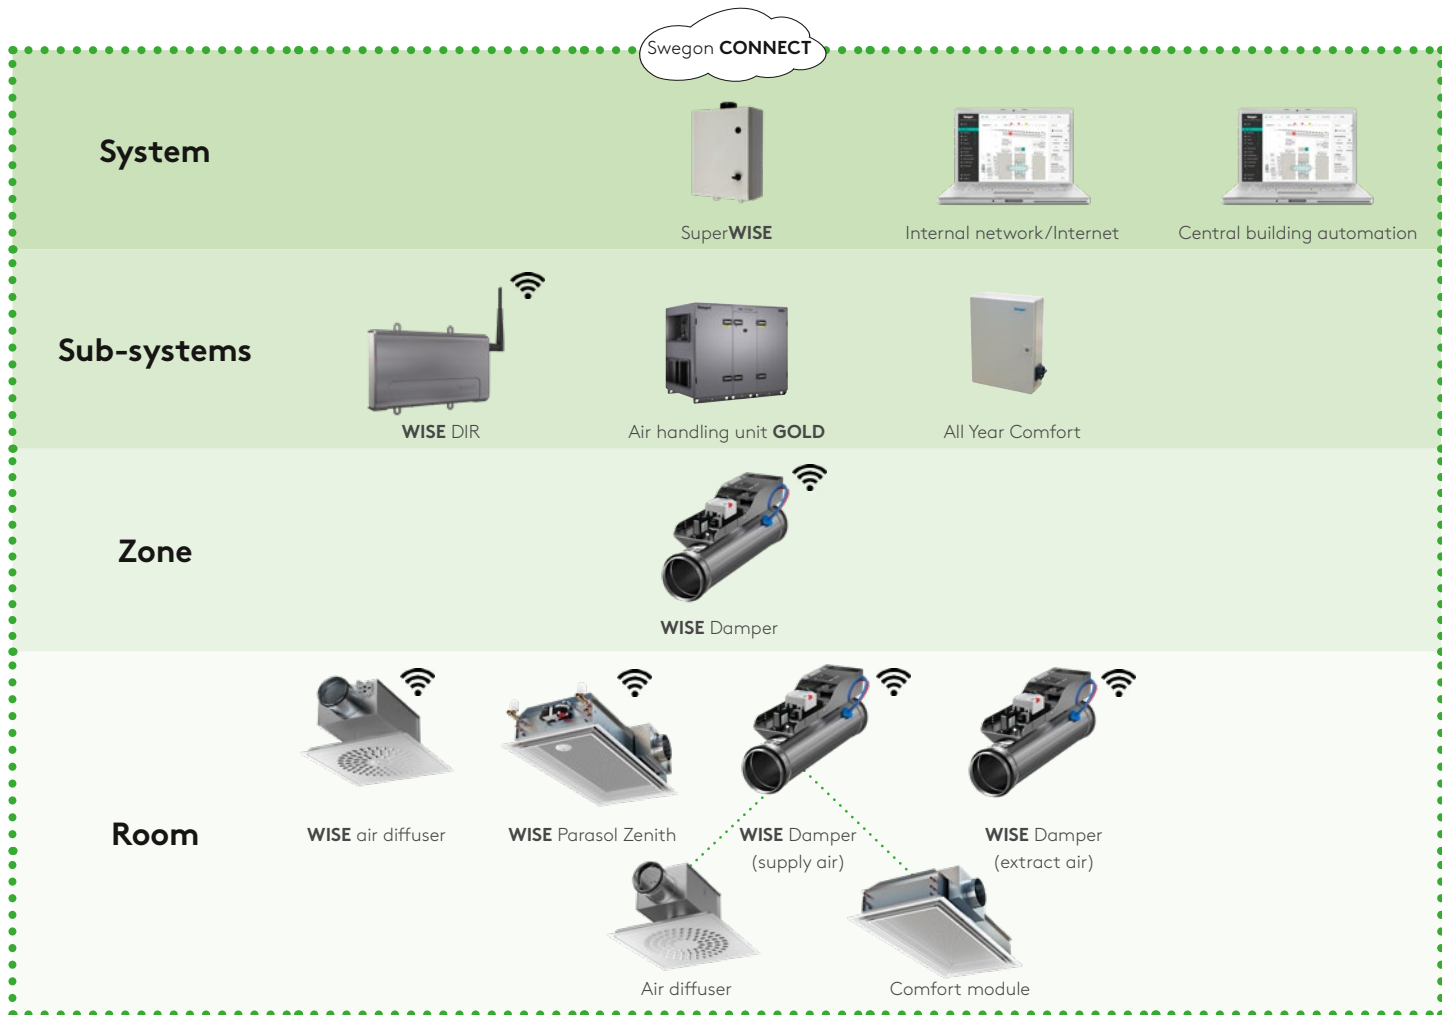 Swegon CONNECT
System
SuperWISE
Internal network/Internet
Central building automation
Sub-systems
WISE DIR
Air handling unit GOLD
All Year Comfort
Zone
WISE Damper
Room
WISE air diffuser
WISE Parasol Zenith
WISE Damper
(supply air)
WISE Damper
(extract air)
Air diffuser
Comfort module